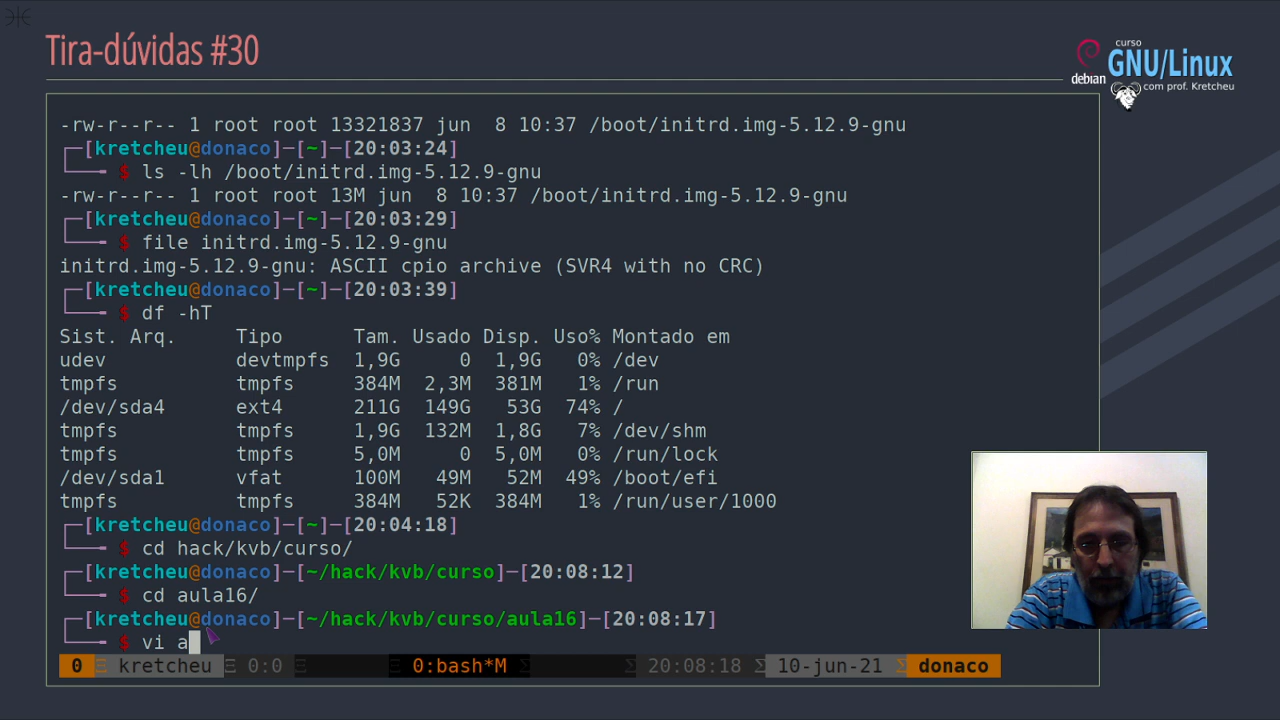 Tira-dúvidas #30
curso
GNU/Linux
debian
com prof. Kretcheu
-rw-r--r-- 1 root root 13321837 jun  8 10:37 /boot/initrd.img-5.12.9-gnu
[kretcheu@donaco]-[~]-[20:03:24]
$ ls -lh /boot/initrd.img-5.12.9-gnu
-rw-r--r-- 1 root root 13M jun  8 10:37 /boot/initrd.img-5.12.9-gnu
[kretcheu@donaco]-[~]-[20:03:29]
$ file initrd.img-5.12.9-gnu
initrd.img-5.12.9-gnu: ASCII cpio archive (SVR4 with no CRC)
[kretcheu@donaco]-[~]-[20:03:39]
$ df -hT
Sist. Arq.     Tipo      Tam. Usado Disp. Uso% Montado em
udev           devtmpfs  1,9G     0  1,9G   0% /dev
tmpfs          tmpfs     384M  2,3M  381M   1% /run
/dev/sda4      ext4      211G  149G   53G  74% /
tmpfs          tmpfs     1,9G  132M  1,8G   7% /dev/shm
tmpfs          tmpfs     5,0M     0  5,0M   0% /run/lock
/dev/sda1      vfat      100M   49M   52M  49% /boot/efi
tmpfs          tmpfs     384M   52K  384M   1% /run/user/1000
[kretcheu@donaco]-[~]-[20:04:18]
$ cd hack/kvb/curso/
[kretcheu@donaco]-[~/hack/kvb/curso]-[20:08:12]
$ cd aula16/
[kretcheu@donaco]-[~/hack/kvb/curso/aula16]-[20:08:17]
$ vi a
0 Ξ kretcheu Ξ 0:0 Ξ 0:bash*M Σ 20:08:18 Σ 10-jun-21 Σ donaco